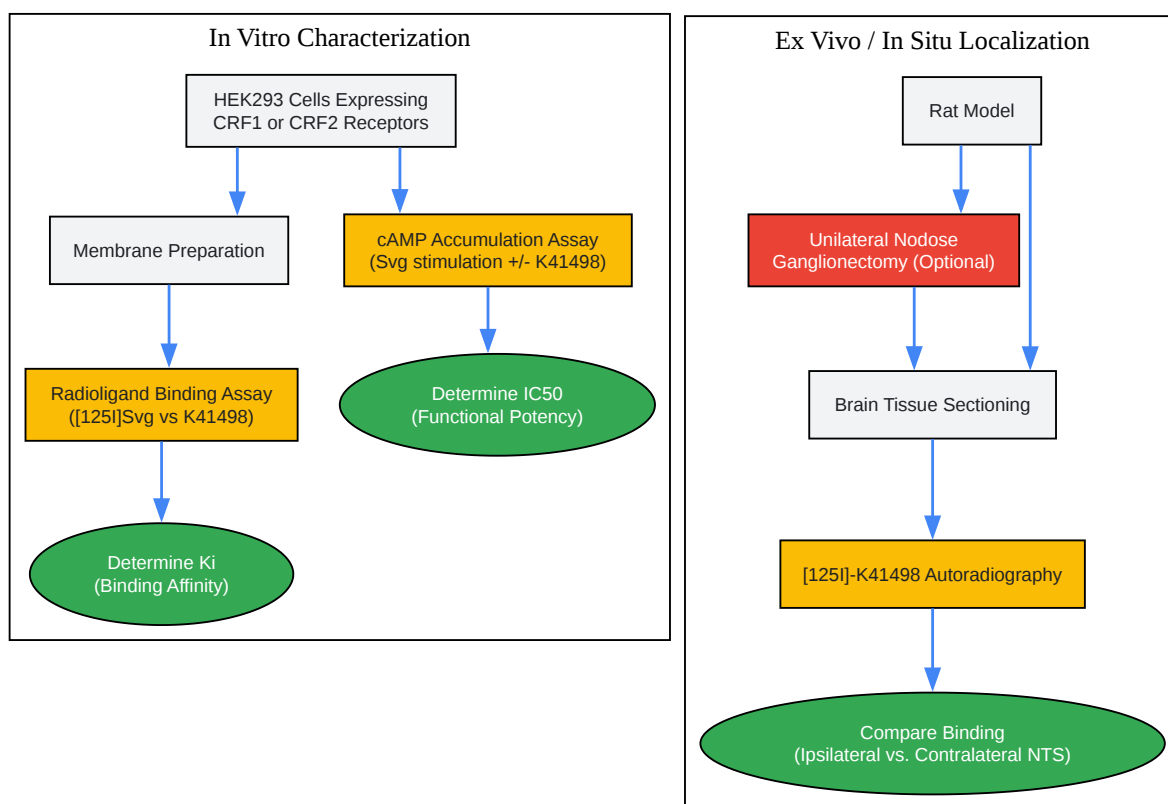 In Vitro Characterization
HEK293 Cells Expressing
CRF1 or CRF2 Receptors
Membrane Preparation
cAMP Accumulation Assay
(Svg stimulation +/- K41498)
Radioligand Binding Assay
([125I]Svg vs K41498)
Determine IC50
(Functional Potency)
Determine Ki
(Binding Affinity)
Ex Vivo / In Situ Localization
Rat Model
Unilateral Nodose
Ganglionectomy (Optional)
Brain Tissue Sectioning
[125I]-K41498 Autoradiography
Compare Binding
(Ipsilateral vs. Contralateral NTS)